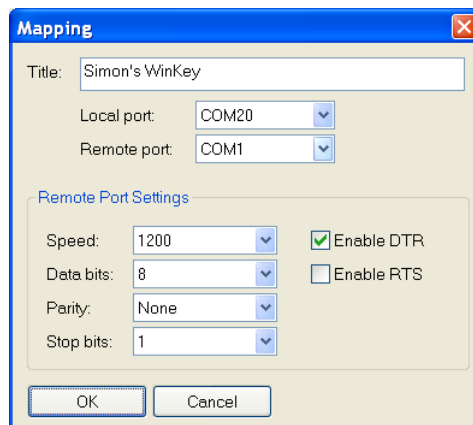 Mapping
Title: Simon's WinKey
Local port: COM20
Remote port: COM1
Remote Port Settings
Speed: 1200 Enable DTR
Data bits: 8 Enable RTS
Parity: None
Stop bits: 1
OK Cancel